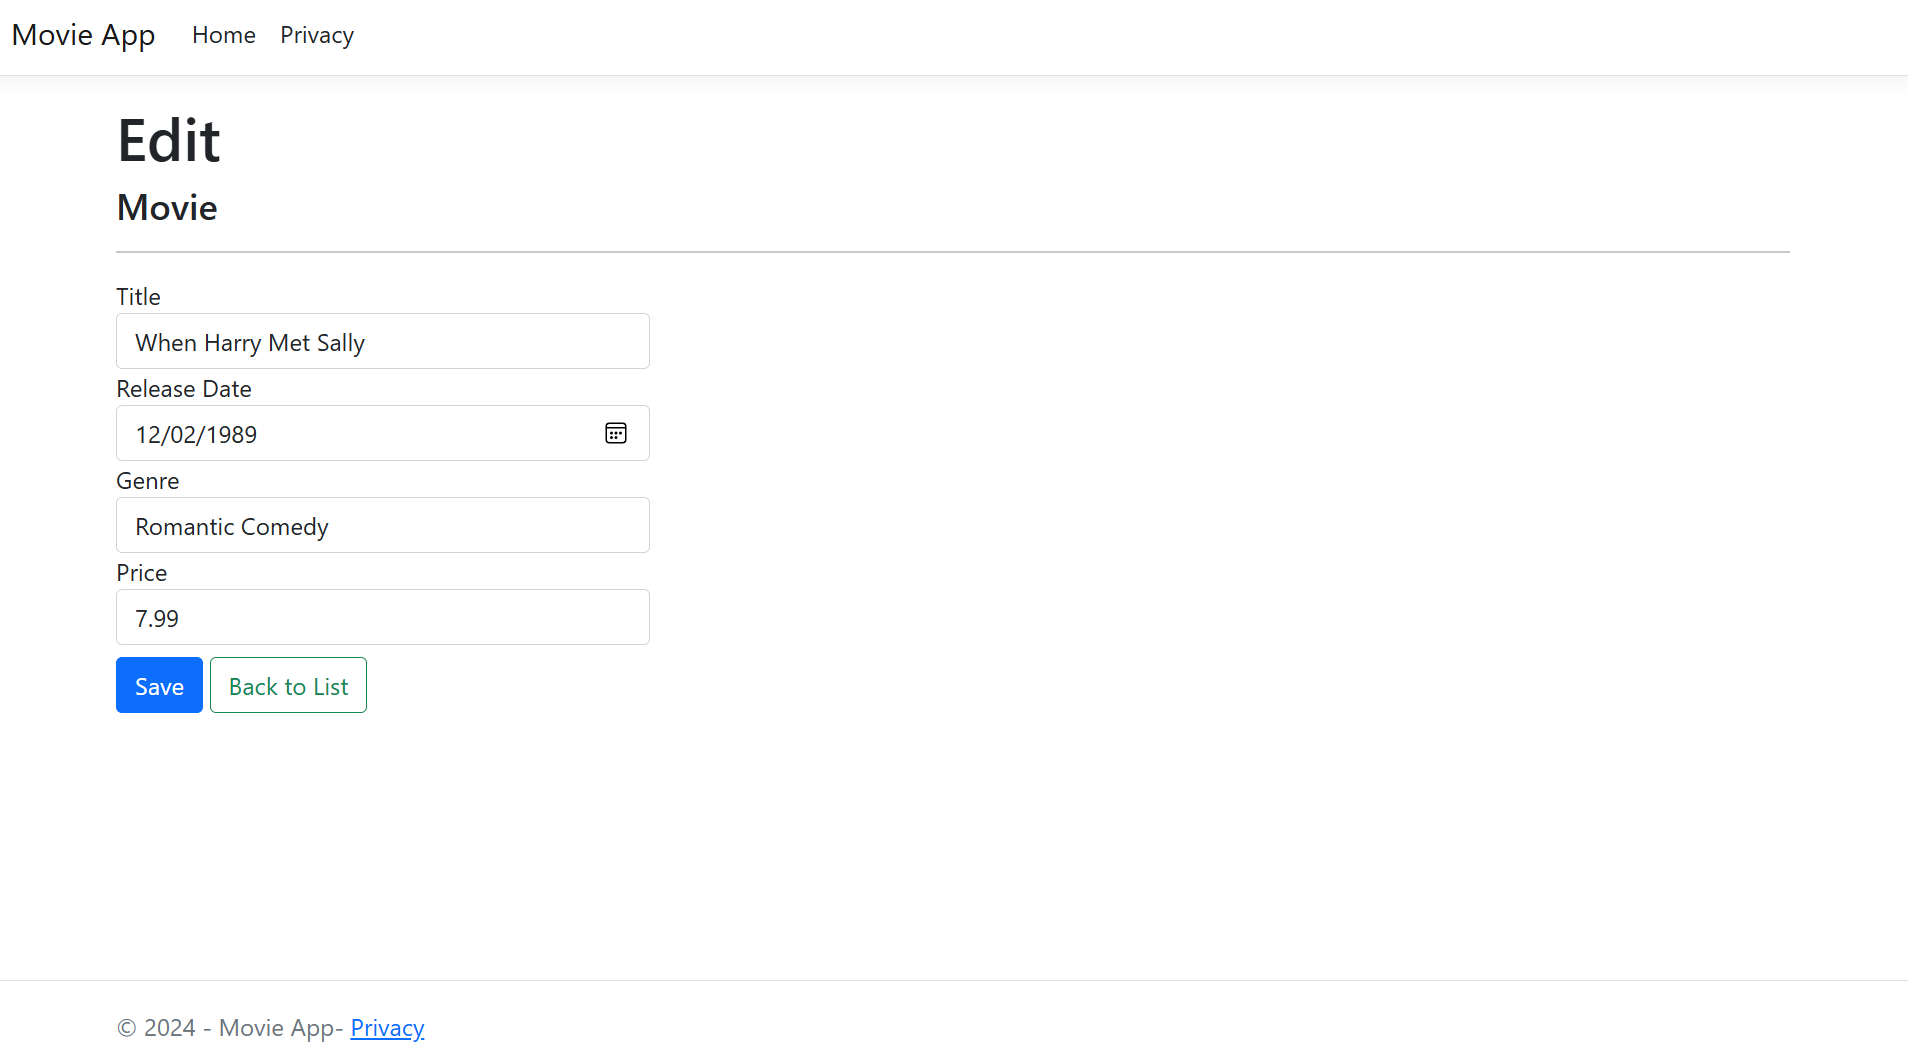 Movie App Home Privacy
Edit
Movie
Title
When Harry Met Sally
Release Date
12/02/1989
Genre
Romantic Comedy
Price
7.99
Save Back to List
© 2024 - Movie App- Privacy